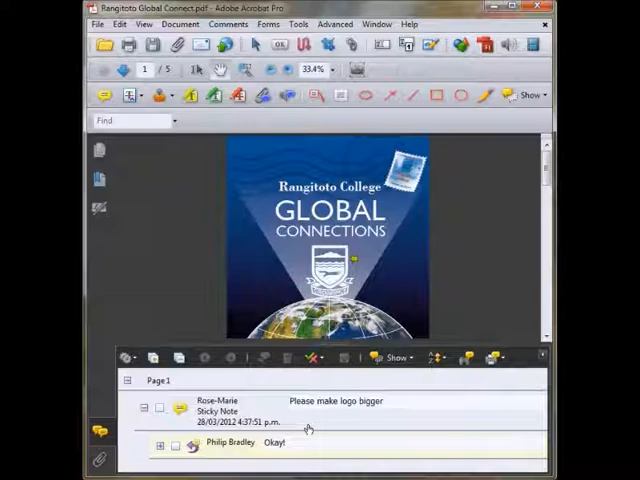 Rangitoto Global Connect.pdf - Adobe Acrobat Pro
File Edit View Document Comments Forms Tools Advanced Window Help
1 / 5 33.4%
Show
Find
Rangitoto College
GLOBAL
CONNECTIONS
Show
Page1
Rose-Marie
Please make logo bigger
Sticky Note
28/03/2012 4:37:51 p.m.
Philip Bradley Okay!